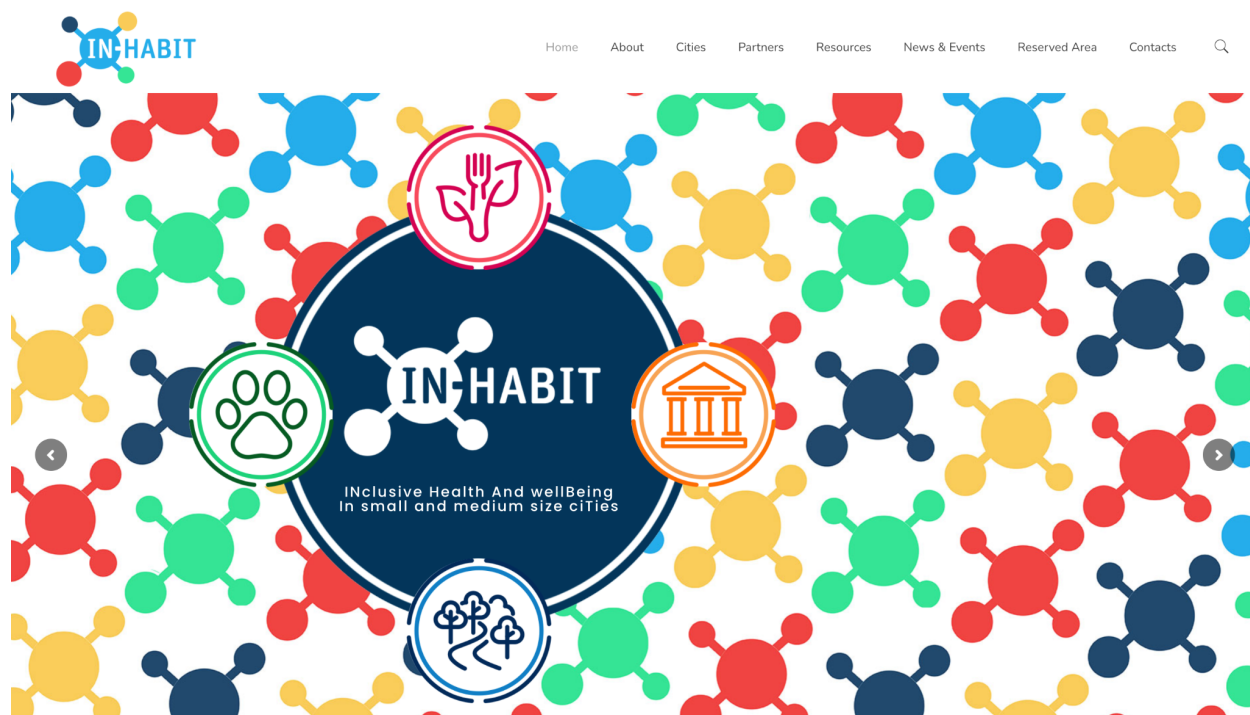 IN-HABIT
Home About Cities Partners Resources News & Events Reserved Area Contacts
IN-HABIT
INclusive Health And wellBeing
In small and medium size ciTies